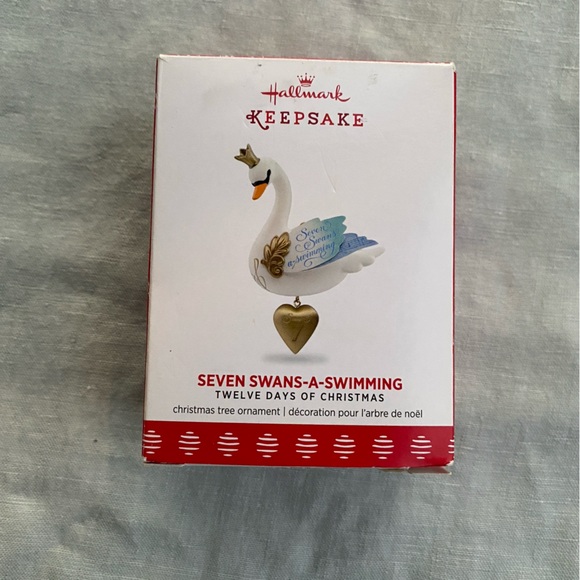 Hallmark
KEEPSAKE
Seven
Swans
a-swimming
7
SEVEN SWANS-A-SWIMMING
TWELVE DAYS OF CHRISTMAS
christmas tree ornament | décoration pour l'arbre de noël